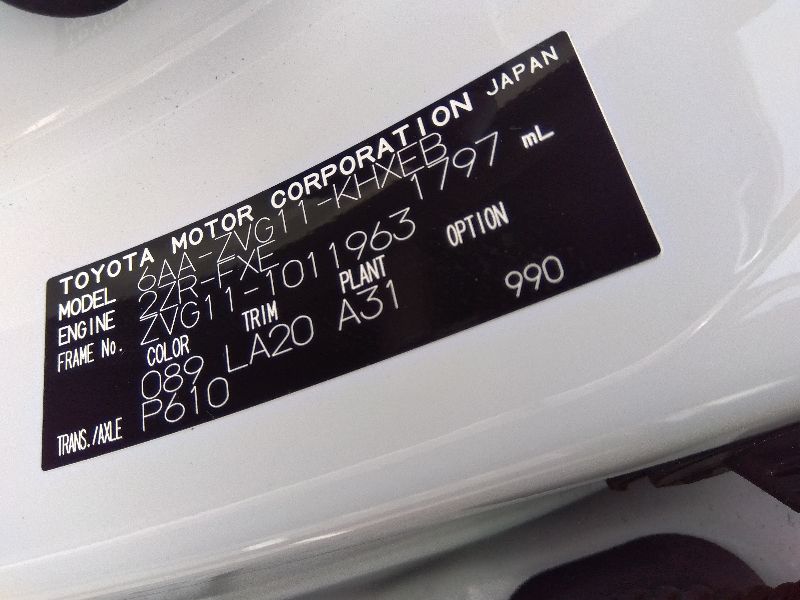 TOYOTA MOTOR CORPORATION JAPAN
MODEL 6AA-ZVG11-KHXEB
ENGINE 2ZR-FXE 1797 mL
FRAME No. ZVG11-1011963
COLOR TRIM PLANT OPTION
089 LA20 A31 990
TRANS./AXLE P610